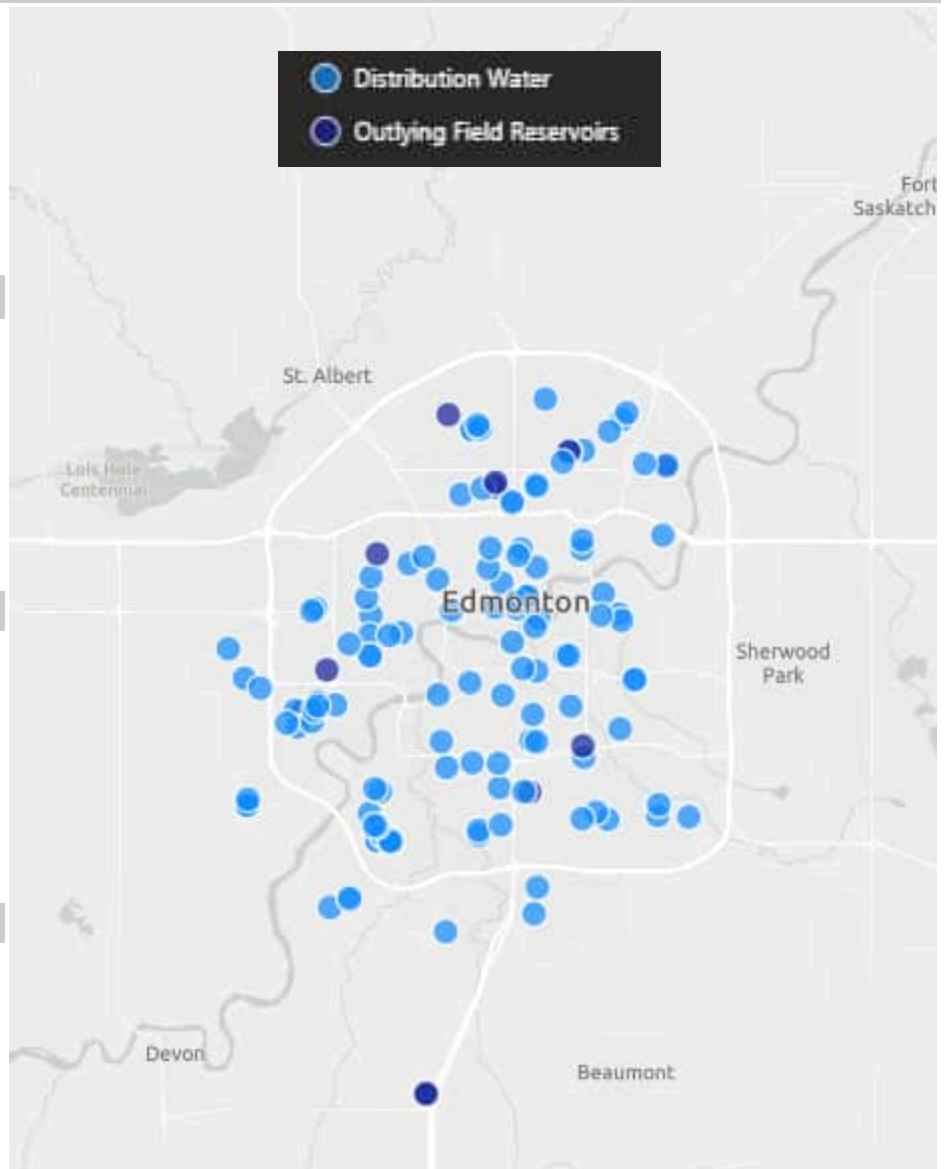 Distribution Water
Outlying Field Reservoirs
Fort
Saskatch
St. Albert
Lois Hole
Centennial
Edmonton
Sherwood
Park
Devon
Beaumont